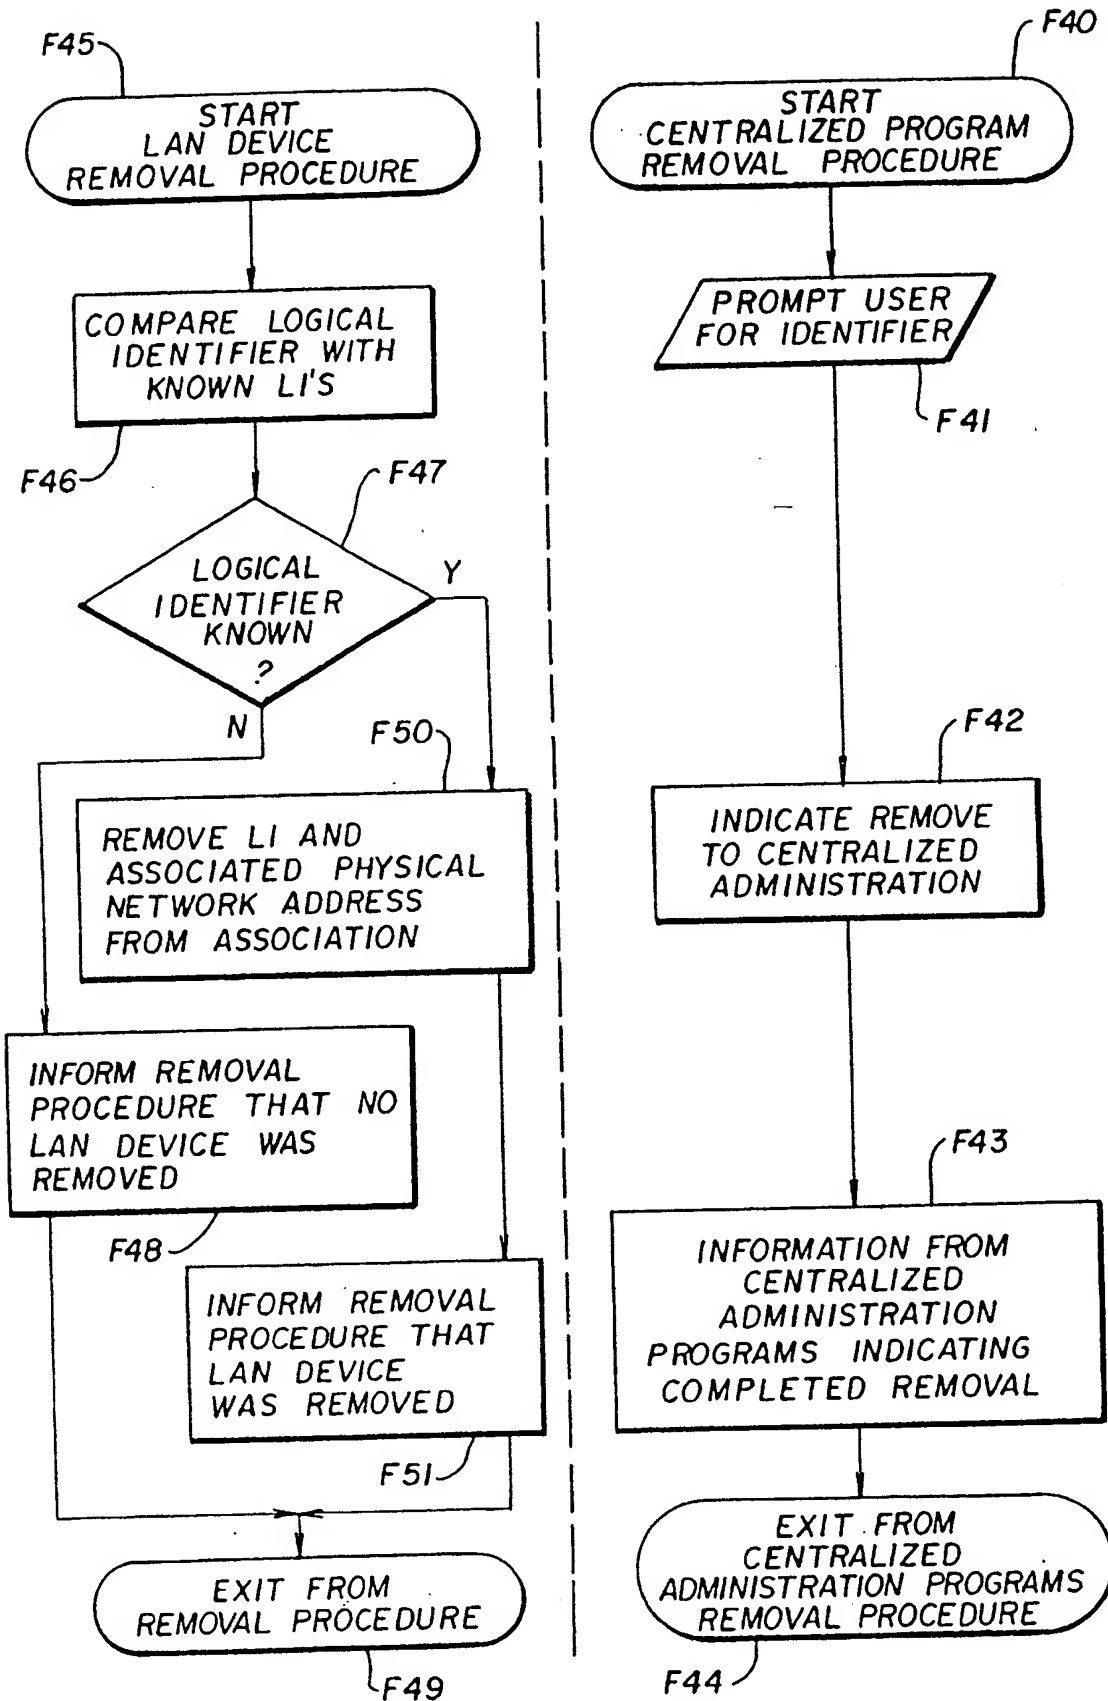 F45
START
LAN DEVICE
REMOVAL PROCEDURE
COMPARE LOGICAL
IDENTIFIER WITH
KNOWN LI'S
F46
F47
LOGICAL
IDENTIFIER
KNOWN
?
Y
N
F50
REMOVE LI AND
ASSOCIATED PHYSICAL
NETWORK ADDRESS
FROM ASSOCIATION
INFORM REMOVAL
PROCEDURE THAT NO
LAN DEVICE WAS
REMOVED
F48
INFORM REMOVAL
PROCEDURE THAT
LAN DEVICE
WAS REMOVED
F51
EXIT FROM
REMOVAL PROCEDURE
F49
F40
START
CENTRALIZED PROGRAM
REMOVAL PROCEDURE
PROMPT USER
FOR IDENTIFIER
F41
F42
INDICATE REMOVE
TO CENTRALIZED
ADMINISTRATION
F43
INFORMATION FROM
CENTRALIZED
ADMINISTRATION
PROGRAMS INDICATING
COMPLETED REMOVAL
EXIT FROM
CENTRALIZED
ADMINISTRATION PROGRAMS
REMOVAL PROCEDURE
F44